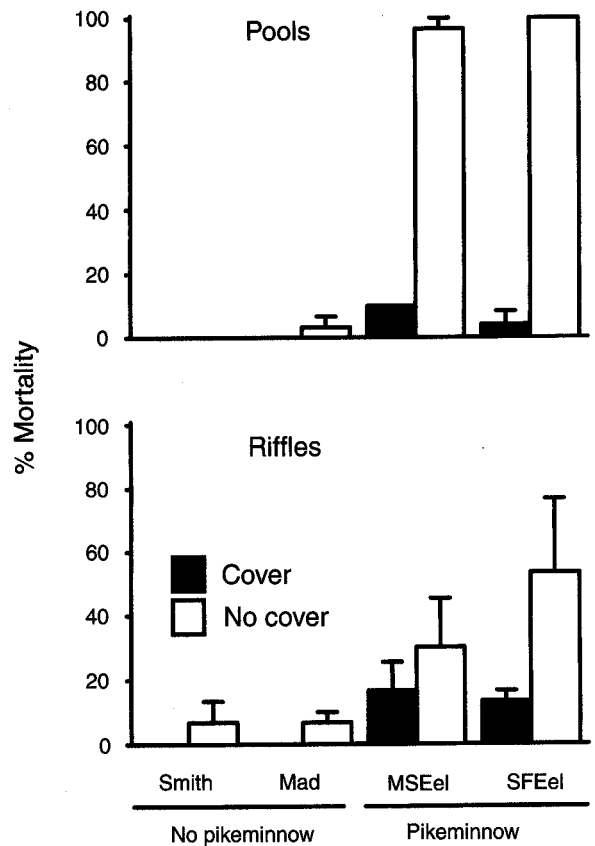 Pools
100
80
60
40
20
0
% Mortality
Riffles
100
80
60
40
20
0
Cover
No cover
Smith Mad MSEel SFEel
No pikeminnow Pikeminnow